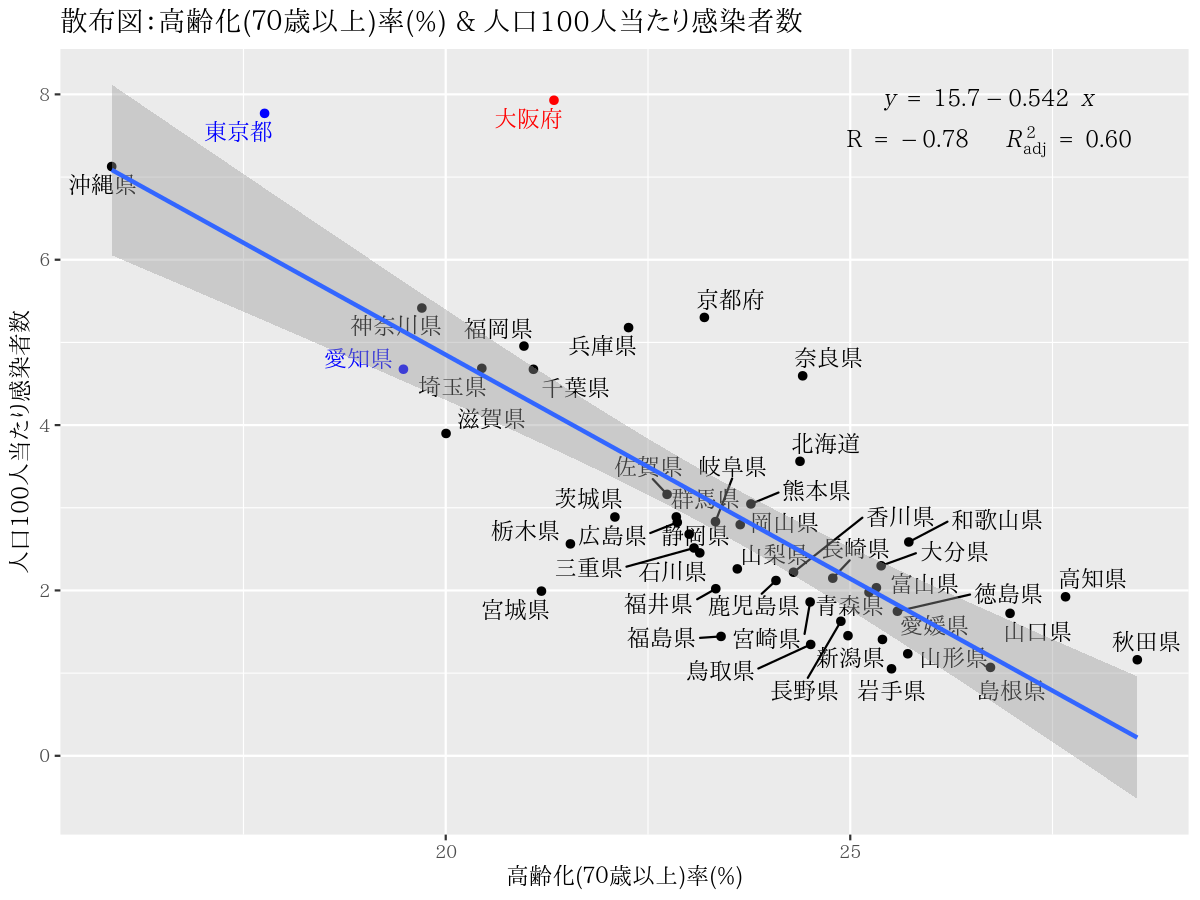 散布図：高齢化(70歳以上)率(%) & 人口100人当たり感染者数
人口100人当たり感染者数
8
6
4
2
0
y = 15.7 − 0.542 x
R = −0.78 R²adj = 0.60
東京都
大阪府
沖縄県
京都府
神奈川県
福岡県
兵庫県
愛知県
奈良県
埼玉県
千葉県
滋賀県
北海道
佐賀県
岐阜県
茨城県
群馬県
熊本県
香川県
和歌山県
栃木県
広島県
静岡県
岡山県
三重県
石川県
山梨県
長崎県
大分県
富山県
高知県
徳島県
宮城県
福井県
鹿児島県
青森県
愛媛県
山口県
福島県
宮崎県
秋田県
鳥取県
新潟県
山形県
長野県
岩手県
島根県
20
25
高齢化(70歳以上)率(%)